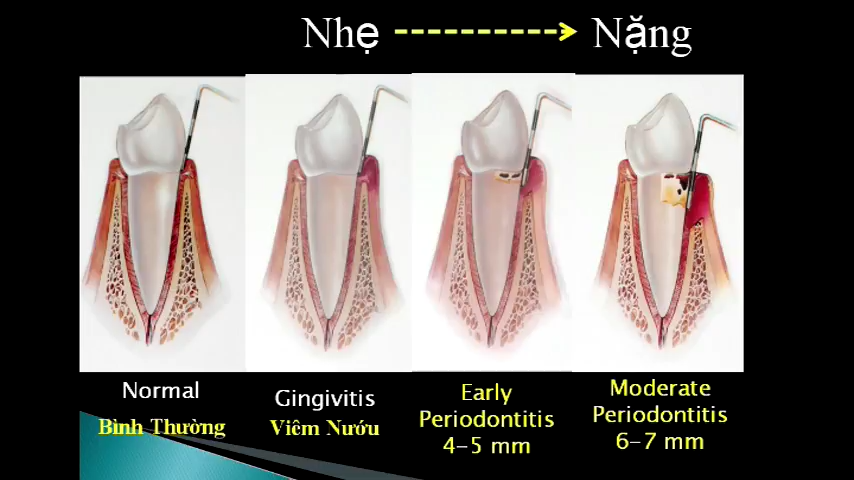 Nhẹ Nặng
Normal
Bình Thường
Gingivitis
Viêm Nướu
Early
Periodontitis
4-5 mm
Moderate
Periodontitis
6-7 mm